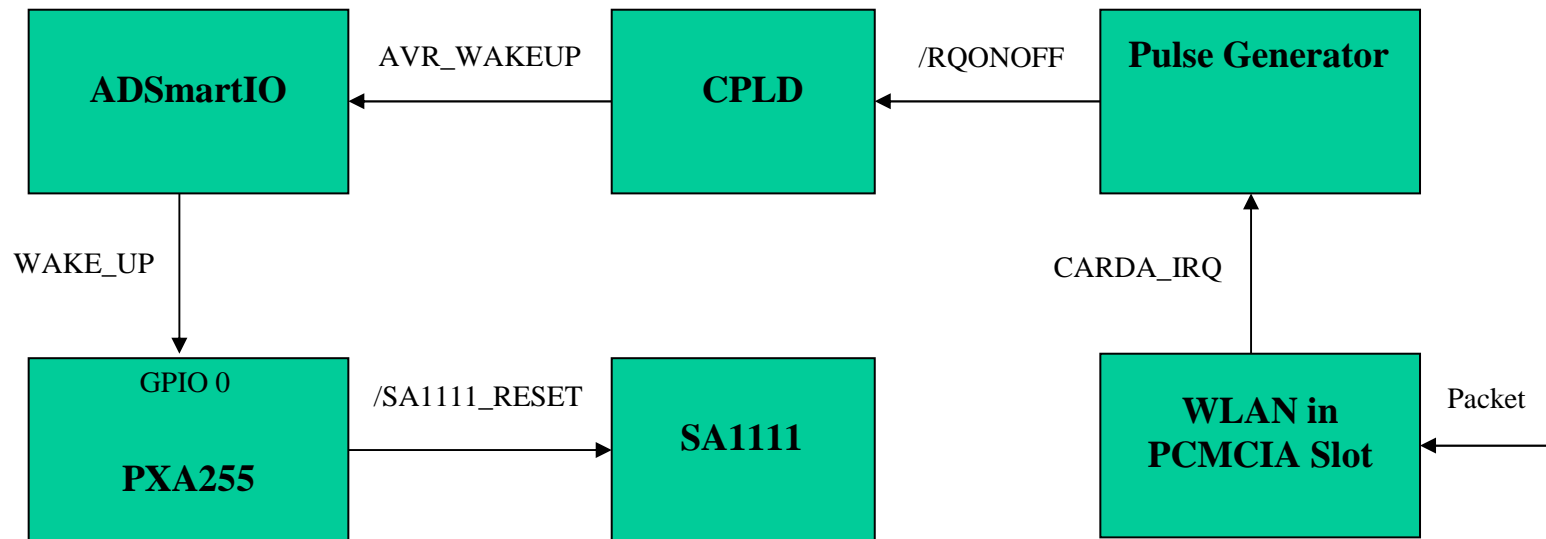 ADSmartIO
AVR_WAKEUP
CPLD
/RQONOFF
Pulse Generator
WAKE_UP
CARDA_IRQ
GPIO 0
PXA255
/SA1111_RESET
SA1111
WLAN in
PCMCIA Slot
Packet